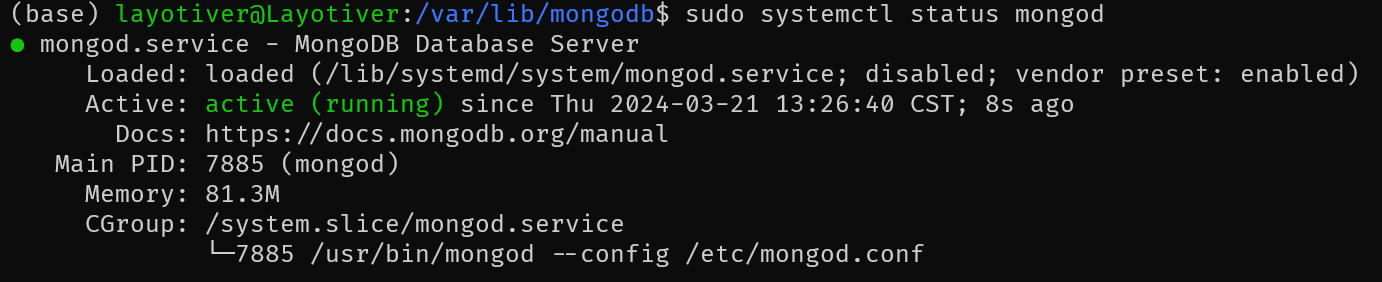 (base) layotiver@Layotiver:/var/lib/mongodb$ sudo systemctl status mongod
● mongod.service - MongoDB Database Server
     Loaded: loaded (/lib/systemd/system/mongod.service; disabled; vendor preset: enabled)
     Active: active (running) since Thu 2024-03-21 13:26:40 CST; 8s ago
       Docs: https://docs.mongodb.org/manual
   Main PID: 7885 (mongod)
     Memory: 81.3M
     CGroup: /system.slice/mongod.service
             └─7885 /usr/bin/mongod --config /etc/mongod.conf